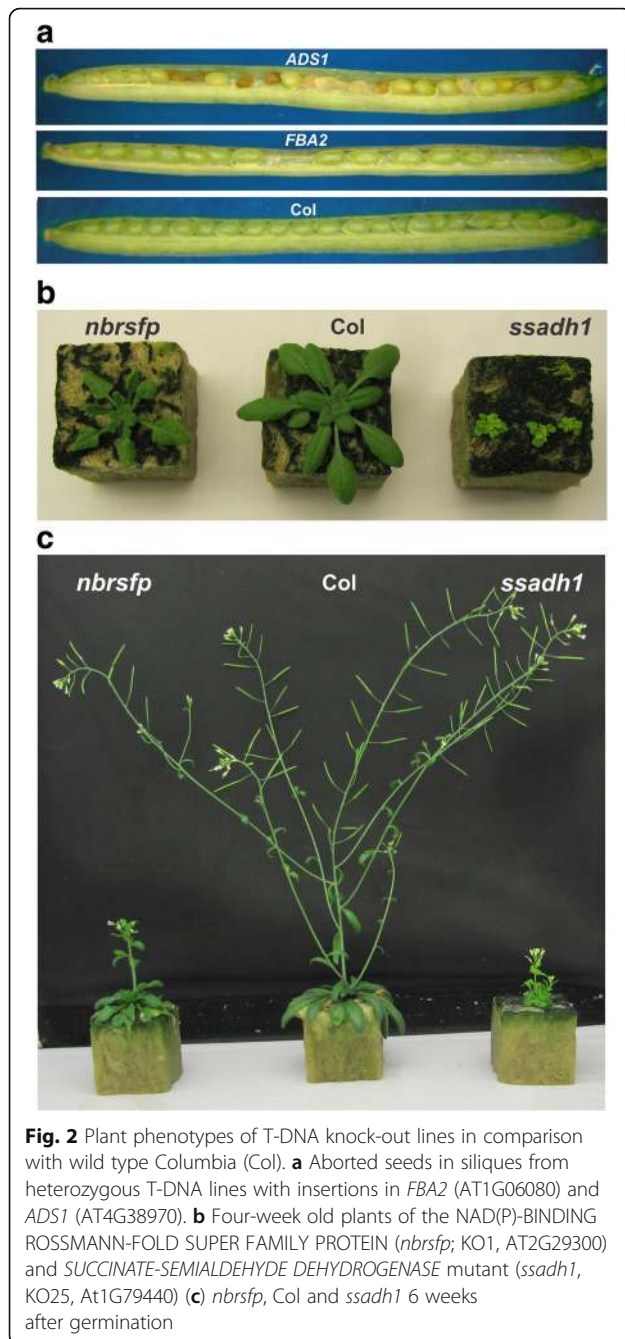 a
ADS1
FBA2
Col
b
nbrsfp Col ssadh1
c
nbrsfp Col ssadh1
Fig. 2 Plant phenotypes of T-DNA knock-out lines in comparison
with wild type Columbia (Col). a Aborted seeds in siliques from
heterozygous T-DNA lines with insertions in FBA2 (AT1G06080) and
ADS1 (AT4G38970). b Four-week old plants of the NAD(P)-BINDING
ROSSMANN-FOLD SUPER FAMILY PROTEIN (nbrsfp; KO1, AT2G29300)
and SUCCINATE-SEMIALDEHYDE DEHYDROGENASE mutant (ssadh1,
KO25, At1G79440) (c) nbrsfp, Col and ssadh1 6 weeks
after germination